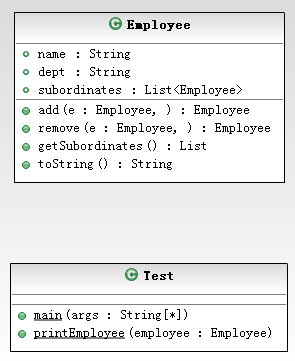 Employee
name : String
dept : String
subordinates : List<Employee>
add(e : Employee, ) : Employee
remove(e : Employee, ) : Employee
getSubordinates() : List
toString() : String
Test
main(args : String[*])
printEmployee(employee : Employee)